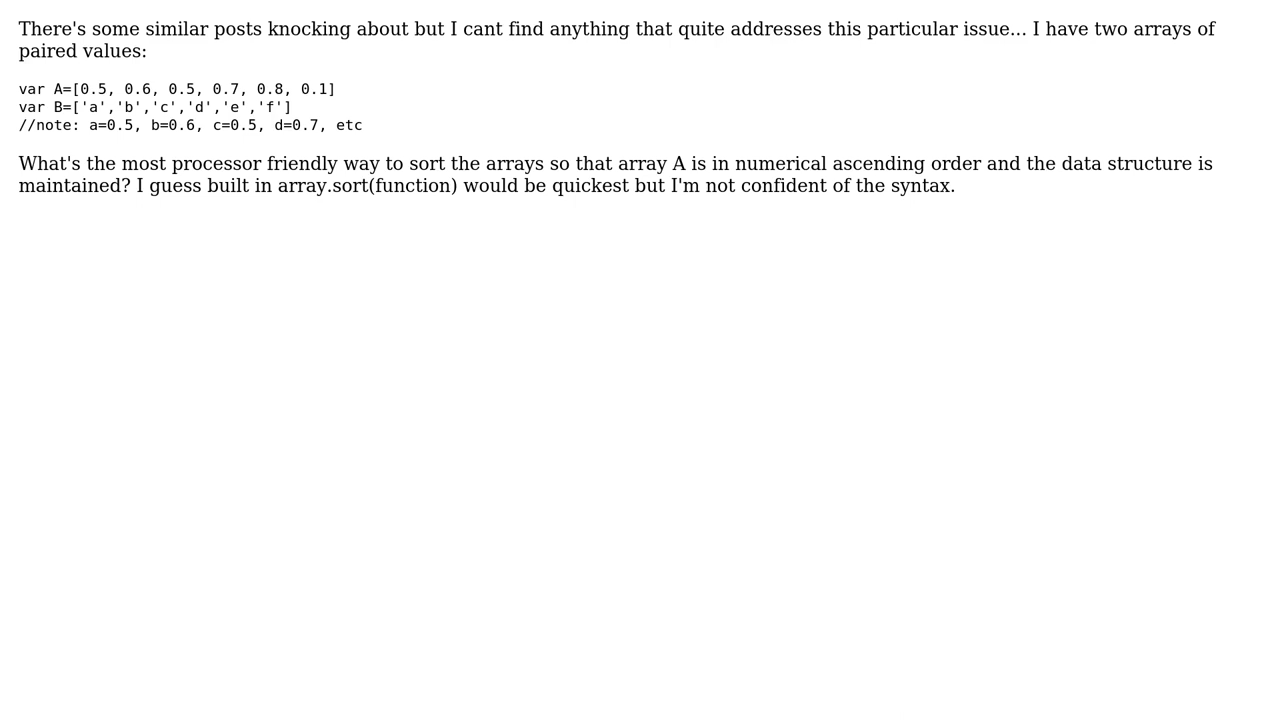 There's some similar posts knocking about but I cant find anything that quite addresses this particular issue... I have two arrays of
paired values:
var A=[0.5, 0.6, 0.5, 0.7, 0.8, 0.1]
var B=['a','b','c','d','e','f']
//note: a=0.5, b=0.6, c=0.5, d=0.7, etc
What's the most processor friendly way to sort the arrays so that array A is in numerical ascending order and the data structure is
maintained? I guess built in array.sort(function) would be quickest but I'm not confident of the syntax.